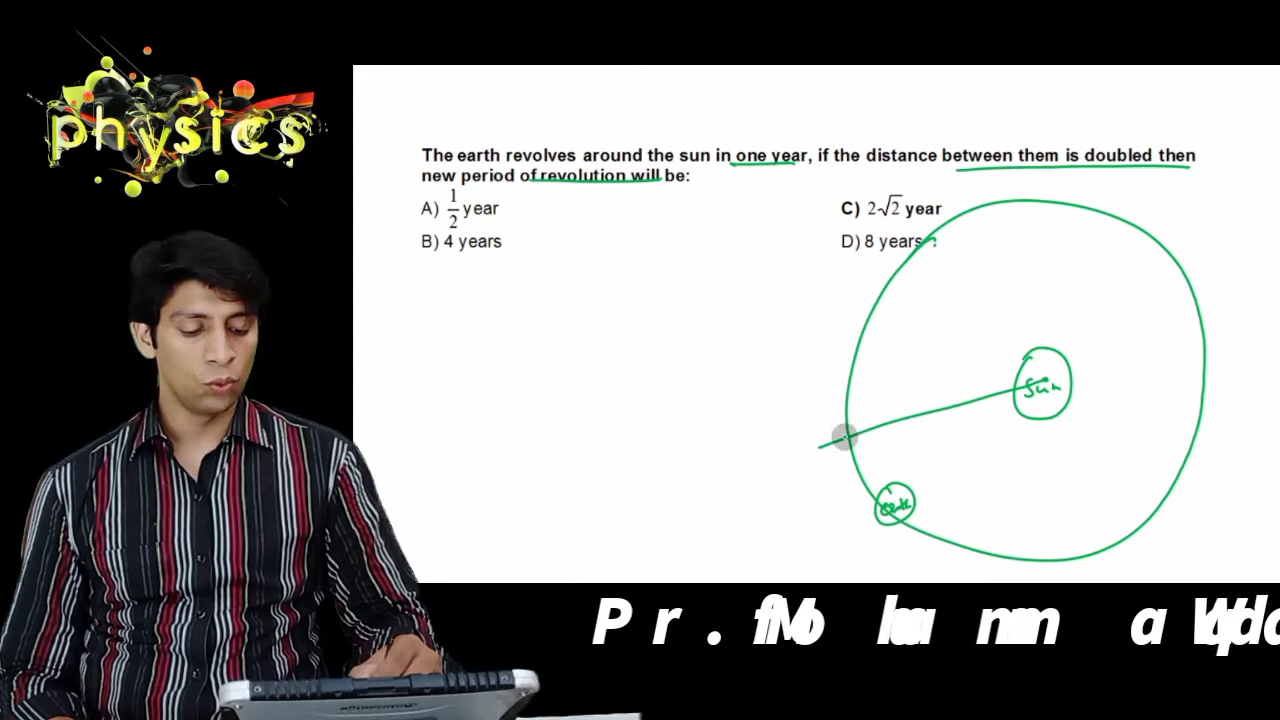 physics
The earth revolves around the sun in one year, if the distance between them is doubled then
new period of revolution will be:
A) 1/2 year
C) 2√2 year
B) 4 years
D) 8 years
Sun
earth